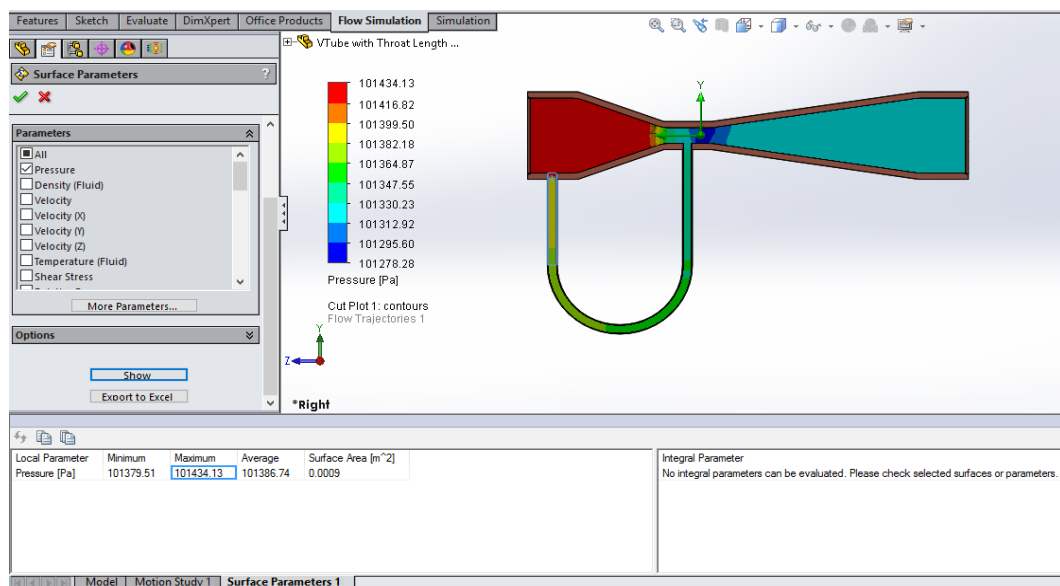 Features Sketch Evaluate DimXpert Office Products Flow Simulation Simulation
VTube with Throat Length ...
Surface Parameters ?
Parameters
All
Pressure
Density (Fluid)
Velocity
Velocity (X)
Velocity (Y)
Velocity (Z)
Temperature (Fluid)
Shear Stress
More Parameters...
Options
Show
Export to Excel
101434.13
101416.82
101399.50
101382.18
101364.87
101347.55
101330.23
101312.92
101295.60
101278.28
Pressure [Pa]
Cut Plot 1: contours
Flow Trajectories 1
Y
Y
Z
*Right
Local Parameter Minimum Maximum Average Surface Area [m^2]
Pressure [Pa] 101379.51 101434.13 101386.74 0.0009
Integral Parameter
No integral parameters can be evaluated. Please check selected surfaces or parameters.
Model Motion Study 1 Surface Parameters 1